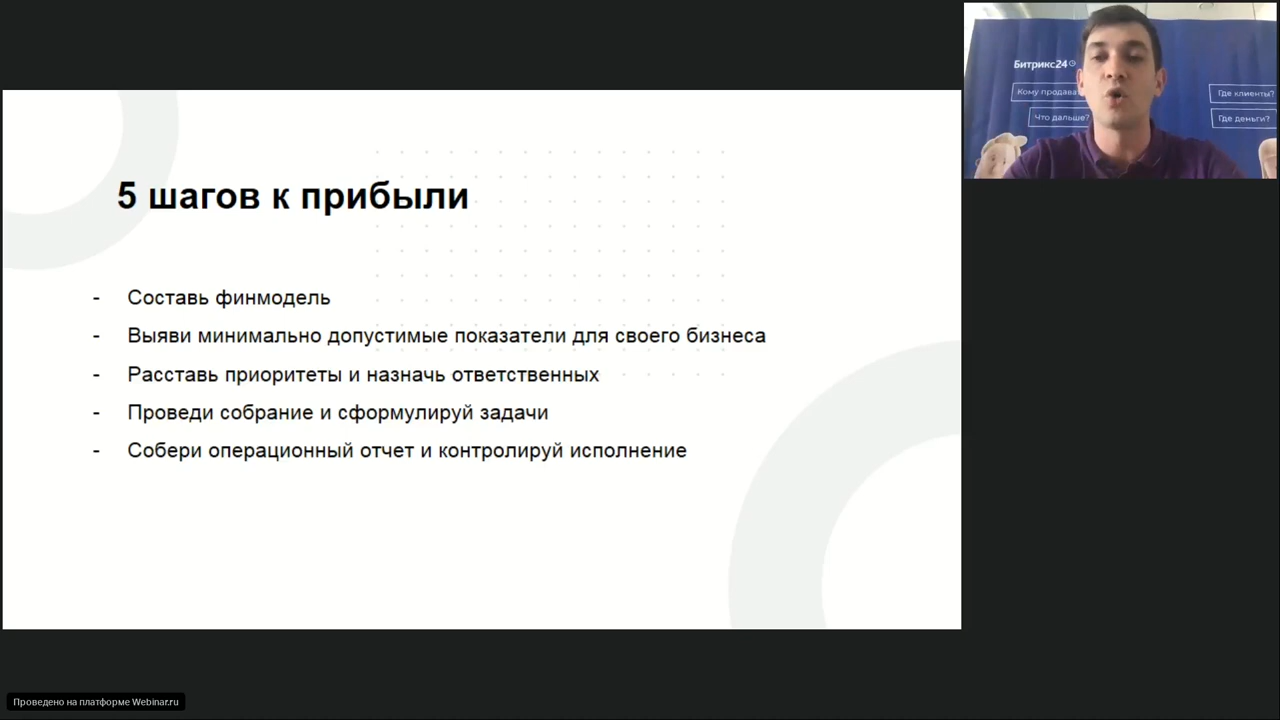 5 шагов к прибыли
- Составь финмодель
- Выяви минимально допустимые показатели для своего бизнеса
- Расставь приоритеты и назначь ответственных
- Проведи собрание и сформулируй задачи
- Собери операционный отчет и контролируй исполнение
Битрикс24
Кому продава
Где клиенты?
Что дальше?
Где деньги?
Проведено на платформе Webinar.ru